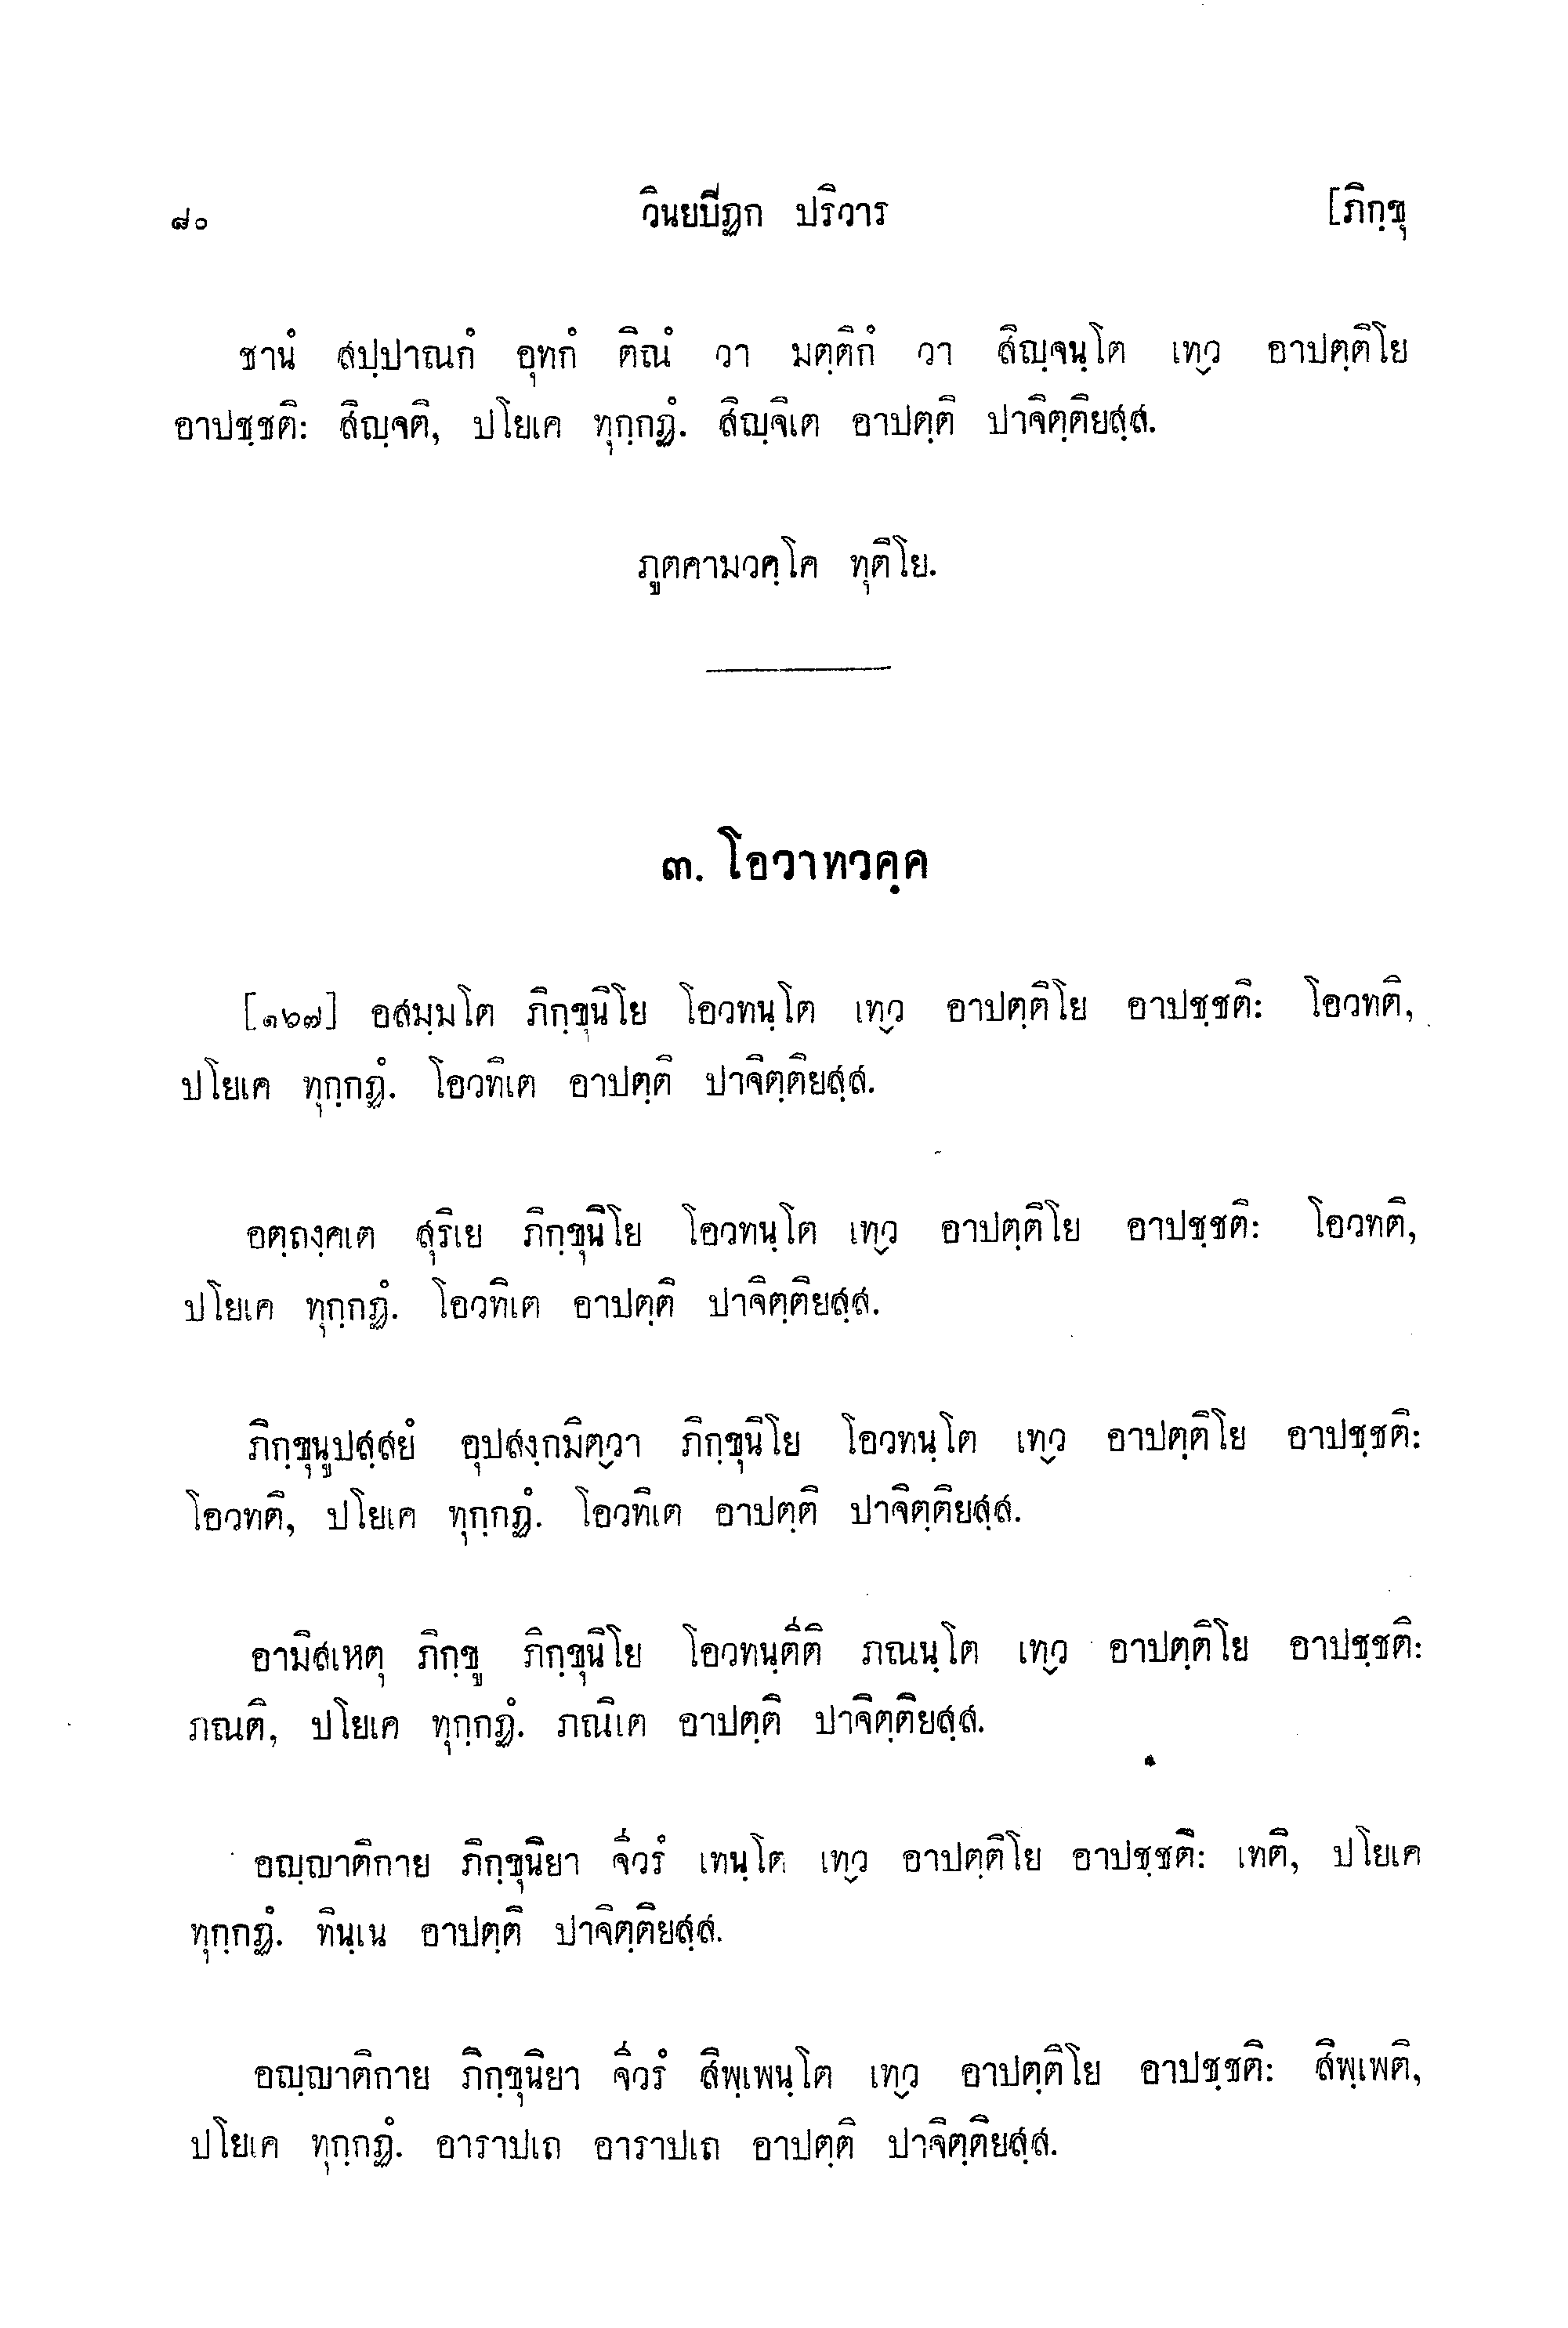 ๘๐ วินยปิฏก ปริวาร [ภิกฺขุ
ชานํ สปฺปาณกํ อุทกํ ติณํ วา มตฺติกํ วา สิญฺจนฺโต เทฺว อาปตฺติโย
อาปชฺชติ: สิญฺจติ, ปโยเค ทุกฺกฏํ. สิญฺจิเต อาปตฺติ ปาจิตฺติยสฺส.
ภูตคามวคฺโค ทุติโย.
๓. โอวาทวคฺค
[๑๖๗] อสมฺมโต ภิกฺขุนิโย โอวทนฺโต เทฺว อาปตฺติโย อาปชฺชติ: โอวทติ,
ปโยเค ทุกฺกฏํ. โอวทิเต อาปตฺติ ปาจิตฺติยสฺส.
อตฺถงฺคเต สุริเย ภิกฺขุนิโย โอวทนฺโต เทฺว อาปตฺติโย อาปชฺชติ: โอวทติ,
ปโยเค ทุกฺกฏํ. โอวทิเต อาปตฺติ ปาจิตฺติยสฺส.
ภิกฺขุนูปสฺสยํ อุปสงฺกมิตฺวา ภิกฺขุนิโย โอวทนฺโต เทฺว อาปตฺติโย อาปชฺชติ:
โอวทติ, ปโยเค ทุกฺกฏํ. โอวทิเต อาปตฺติ ปาจิตฺติยสฺส.
อามิสเหตุ ภิกฺขู ภิกฺขุนิโย โอวทนฺตีติ ภณนฺโต เทฺว อาปตฺติโย อาปชฺชติ:
ภณติ, ปโยเค ทุกฺกฏํ. ภณิเต อาปตฺติ ปาจิตฺติยสฺส.
อญฺญาติกาย ภิกฺขุนิยา จีวรํ เทนฺโต เทฺว อาปตฺติโย อาปชฺชติ: เทติ, ปโยเค
ทุกฺกฏํ. ทินฺเน อาปตฺติ ปาจิตฺติยสฺส.
อญฺญาติกาย ภิกฺขุนิยา จีวรํ สิพฺเพนฺโต เทฺว อาปตฺติโย อาปชฺชติ: สิพฺเพติ,
ปโยเค ทุกฺกฏํ. อาราปเถ อาราปเถ อาปตฺติ ปาจิตฺติยสฺส.